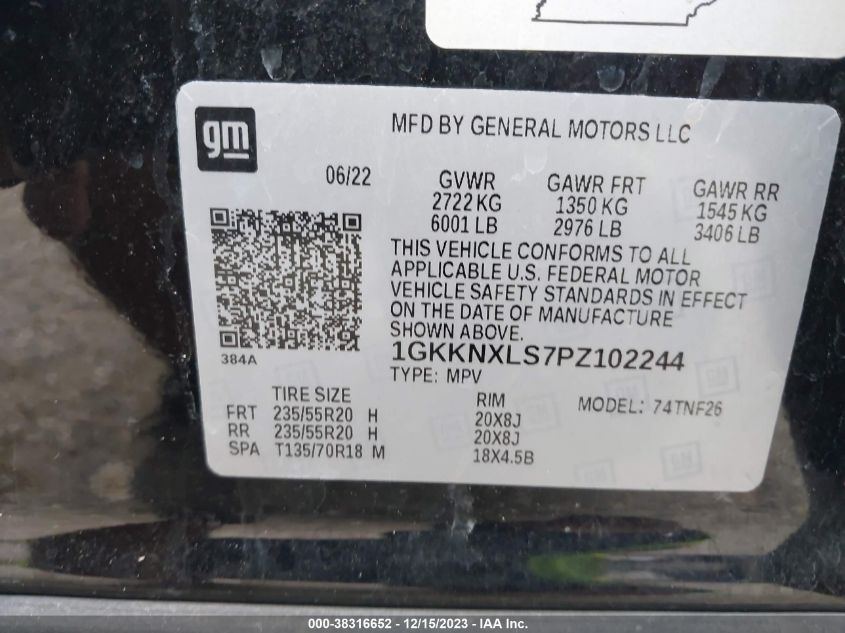 gm
MFD BY GENERAL MOTORS LLC
06/22
GVWR GAWR FRT GAWR RR
2722 KG 1350 KG 1545 KG
6001 LB 2976 LB 3406 LB
THIS VEHICLE CONFORMS TO ALL
APPLICABLE U.S. FEDERAL MOTOR
VEHICLE SAFETY STANDARDS IN EFFECT
ON THE DATE OF MANUFACTURE
SHOWN ABOVE.
384A
1GKKNXLS7PZ102244
TYPE: MPV
TIRE SIZE RIM MODEL: 74TNF26
FRT 235/55R20 H 20X8J
RR 235/55R20 H 20X8J
SPA T135/70R18 M 18X4.5B
000-38316652 - 12/15/2023 - IAA Inc.